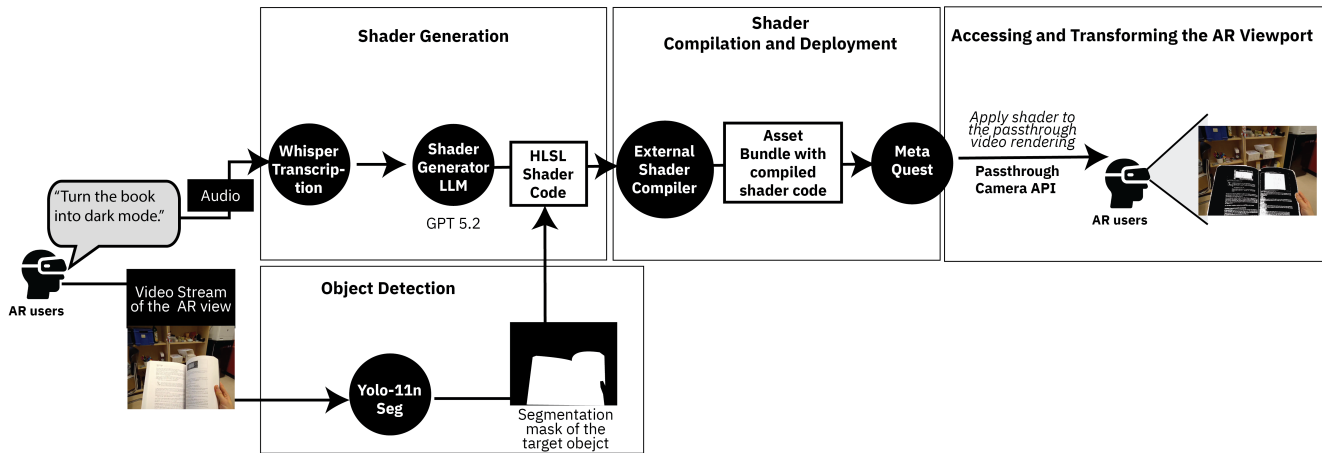 Shader Generation
Shader
Compilation and Deployment
Accessing and Transforming the AR Viewport
“Turn the book
into dark mode.”
Audio
Whisper
Transcrip-
tion
Shader
Generator
LLM
GPT 5.2
HLSL
Shader
Code
External
Shader
Compiler
Asset
Bundle with
compiled
shader code
Meta
Quest
Apply shader to
the passthrough
video rendering
Passthrough
Camera API
AR users
AR users
Video Stream
of the AR view
Object Detection
Yolo-11n
Seg
Segmentation
mask of the
target obejct